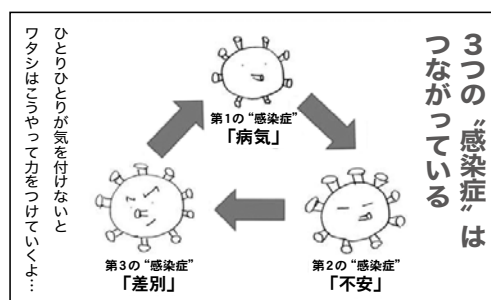 ３つの〝感染症〟は
つながっている
第1の“感染症”
「病気」
第2の“感染症”
「不安」
第3の“感染症”
「差別」
ひとりひとりが気を付けないと
ワタシはこうやって力をつけていくよ…